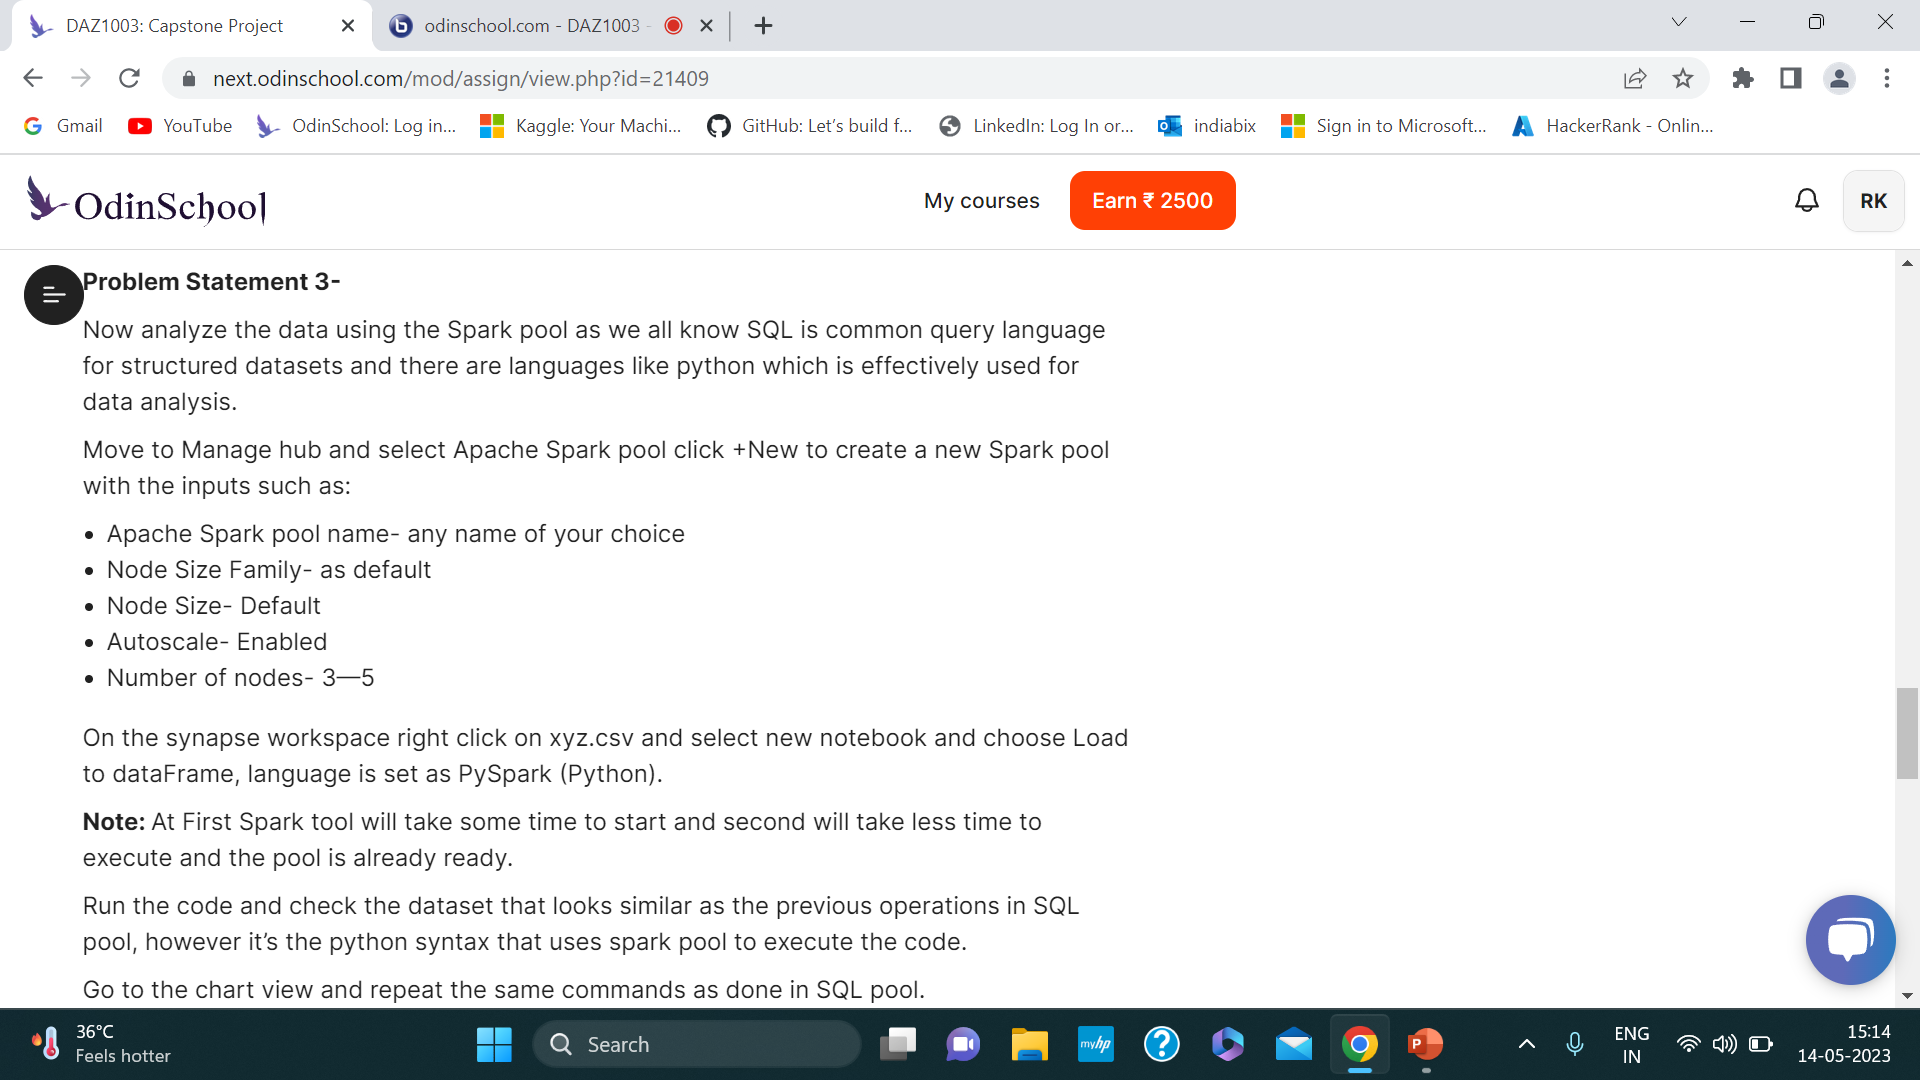 DAZ1003: Capstone Project
odinschool.com - DAZ1003 -
next.odinschool.com/mod/assign/view.php?id=21409
Gmail
YouTube
OdinSchool: Log in...
Kaggle: Your Machi...
GitHub: Let's build f...
LinkedIn: Log In or...
indiabix
Sign in to Microsoft...
HackerRank - Onlin...
OdinSchool
My courses
Earn ₹ 2500
RK
Problem Statement 3-
Now analyze the data using the Spark pool as we all know SQL is common query language
for structured datasets and there are languages like python which is effectively used for
data analysis.
Move to Manage hub and select Apache Spark pool click +New to create a new Spark pool
with the inputs such as:
• Apache Spark pool name- any name of your choice
• Node Size Family- as default
• Node Size- Default
• Autoscale- Enabled
• Number of nodes- 3—5
On the synapse workspace right click on xyz.csv and select new notebook and choose Load
to dataFrame, language is set as PySpark (Python).
Note: At First Spark tool will take some time to start and second will take less time to
execute and the pool is already ready.
Run the code and check the dataset that looks similar as the previous operations in SQL
pool, however it's the python syntax that uses spark pool to execute the code.
Go to the chart view and repeat the same commands as done in SQL pool.
36°C
Feels hotter
Search
myhp
P
ENG
IN
15:14
14-05-2023